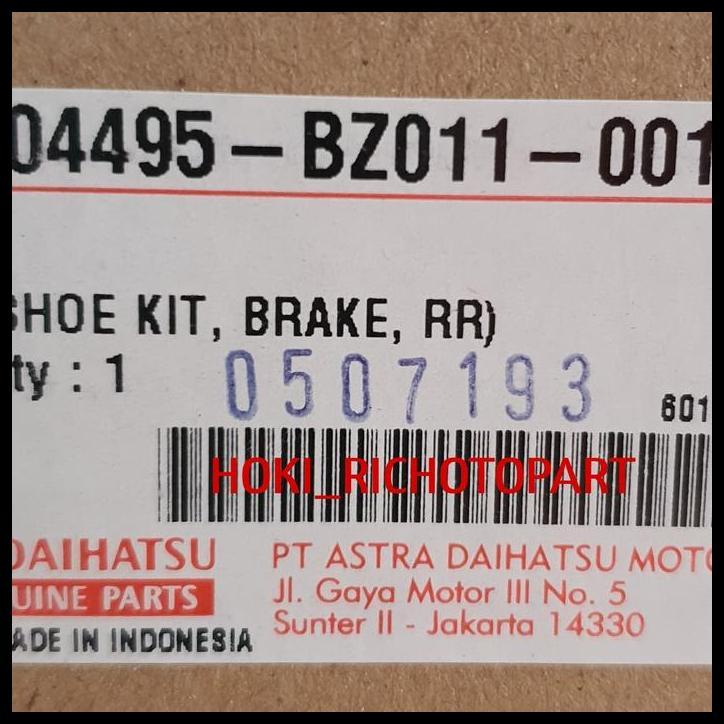 04495-BZ011-001
SHOE KIT, BRAKE, RR)
ty : 1
0507193
601
HOKI_RICHOTOPART
DAIHATSU
UINE PARTS
ADE IN INDONESIA
PT ASTRA DAIHATSU MOTO
Jl. Gaya Motor III No. 5
Sunter II - Jakarta 14330